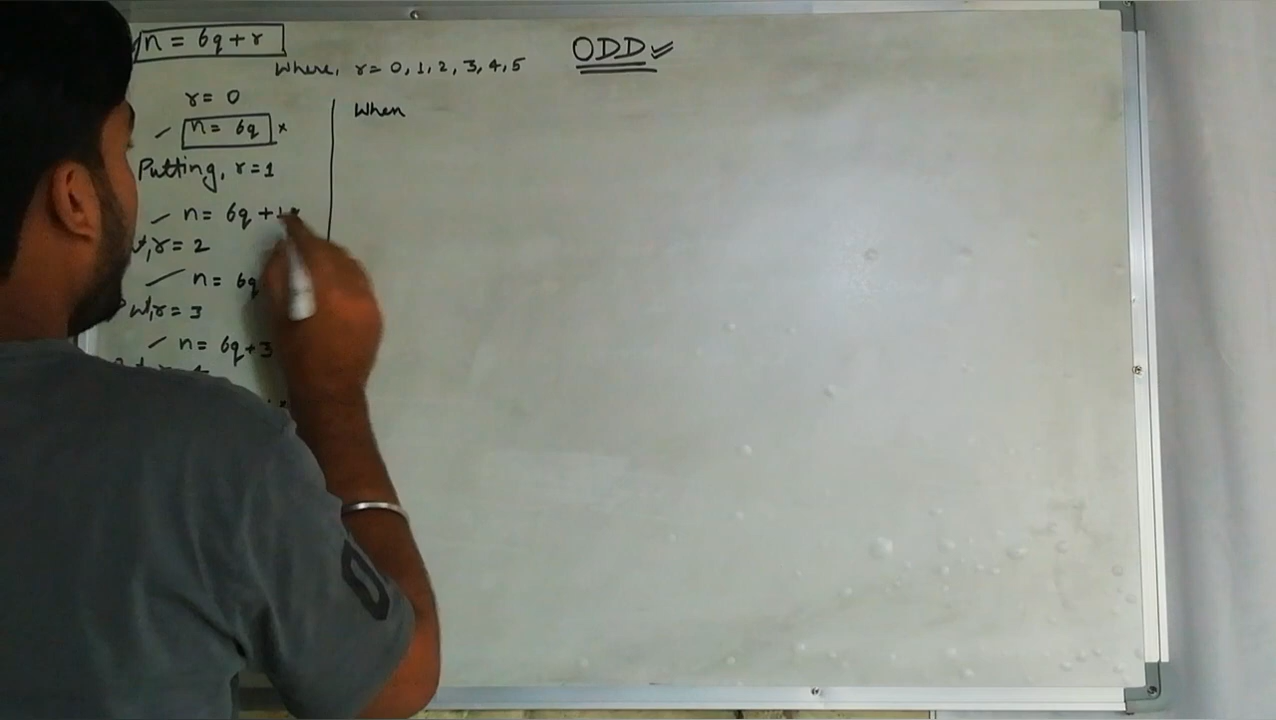 n = 6q + r
Where, r = 0, 1, 2, 3, 4, 5
ODD
r = 0
n = 6q ×
Putting, r = 1
n = 6q + 1
r = 2
n = 6q
r = 3
n = 6q + 3
When